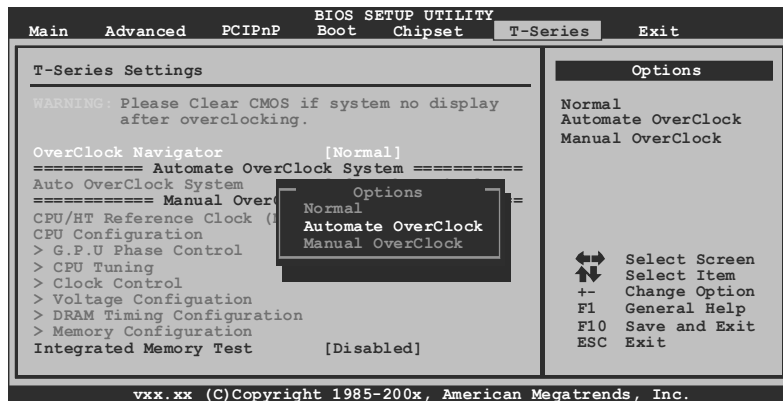 BIOS SETUP UTILITY
Main Advanced PCIPnP Boot Chipset T-Series Exit
T-Series Settings
WARNING: Please Clear CMOS if system no display
after overclocking.
OverClock Navigator [Normal]
=========== Automate OverClock System ===========
Auto OverClock System
============ Manual Over
CPU/HT Reference Clock (
CPU Configuration
> G.P.U Phase Control
> CPU Tuning
> Clock Control
> Voltage Configuation
> DRAM Timing Configuration
> Memory Configuration
Integrated Memory Test [Disabled]
Options
Normal
Automate OverClock
Manual OverClock
Options
Normal
Automate OverClock
Manual OverClock
Select Screen
Select Item
+- Change Option
F1 General Help
F10 Save and Exit
ESC Exit
vxx.xx (C)Copyright 1985-200x, American Megatrends, Inc.